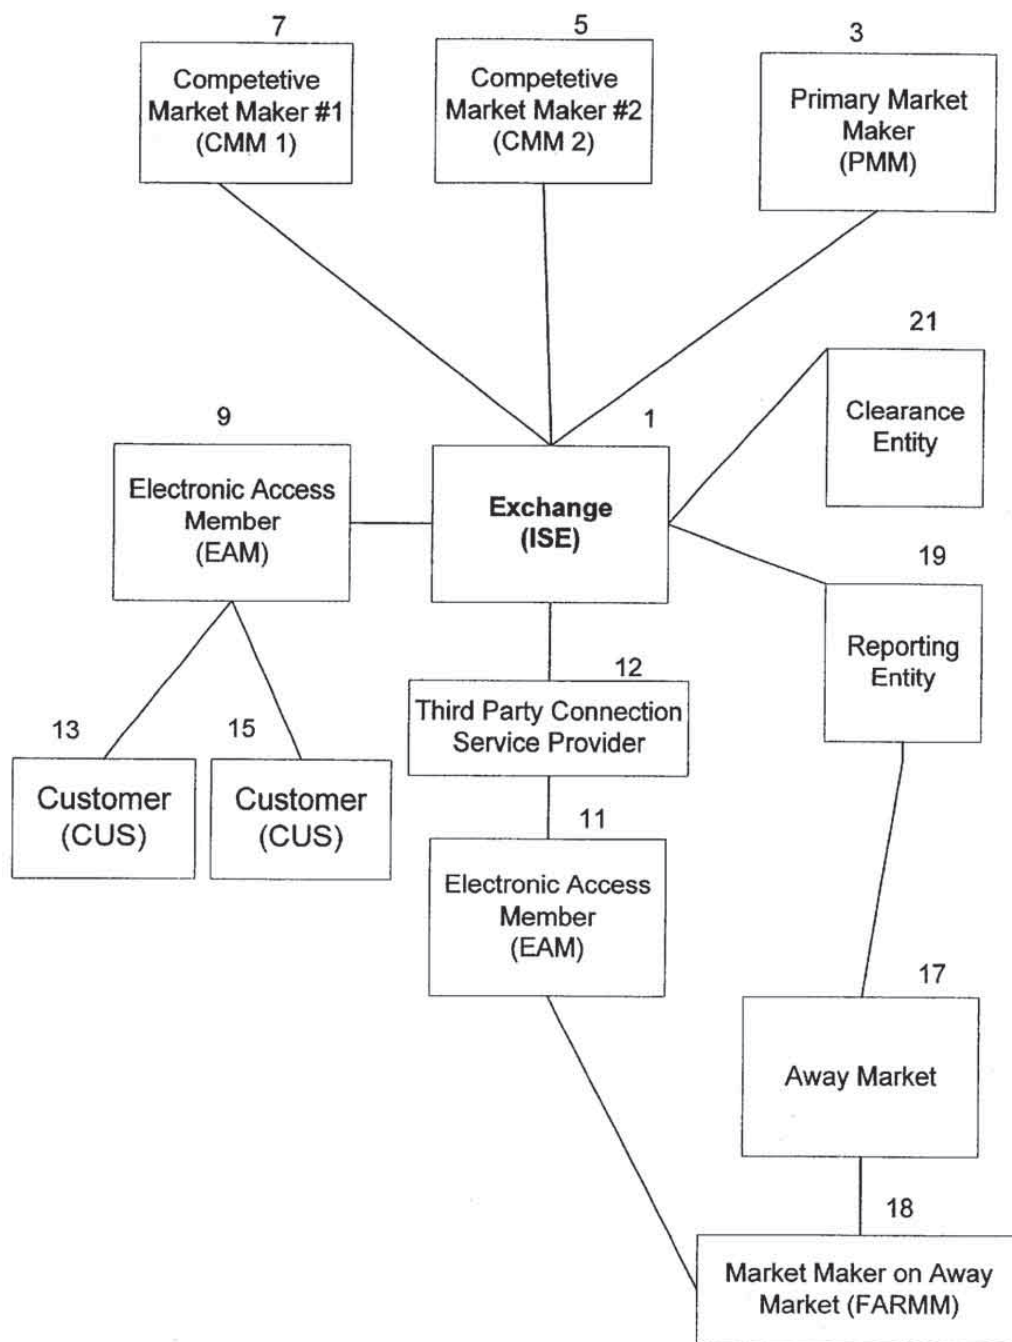 7
Competetive
Market Maker #1
(CMM 1)
5
Competetive
Market Maker #2
(CMM 2)
3
Primary Market
Maker
(PMM)
21
Clearance
Entity
9
Electronic Access
Member
(EAM)
1
Exchange
(ISE)
19
Reporting
Entity
12
Third Party Connection
Service Provider
13
Customer
(CUS)
15
Customer
(CUS)
11
Electronic Access
Member
(EAM)
17
Away Market
18
Market Maker on Away
Market (FARMM)